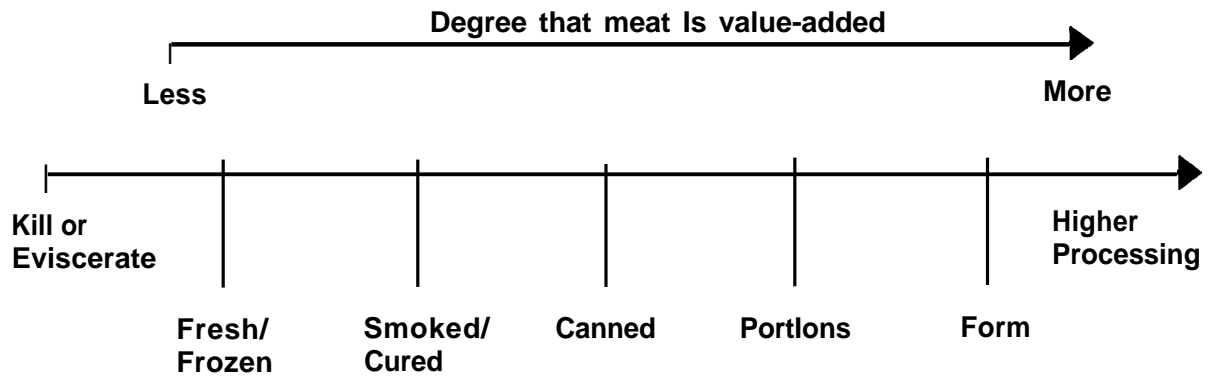 Degree that meat Is value-added
Less
More
Kill or
Eviscerate
Higher
Processing
Fresh/
Frozen
Smoked/
Cured
Canned
PortIons
Form